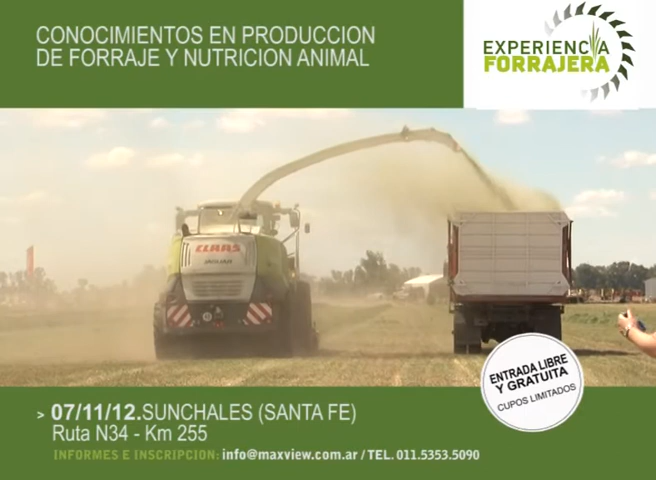 CONOCIMIENTOS EN PRODUCCION
DE FORRAJE Y NUTRICION ANIMAL
EXPERIENCIA
FORRAJERA
CLAAS
JAGUAR
ENTRADA LIBRE
Y GRATUITA
CUPOS LIMITADOS
> 07/11/12.SUNCHALES (SANTA FE)
Ruta N34 - Km 255
INFORMES E INSCRIPCION: info@maxview.com.ar / TEL. 011.5353.5090